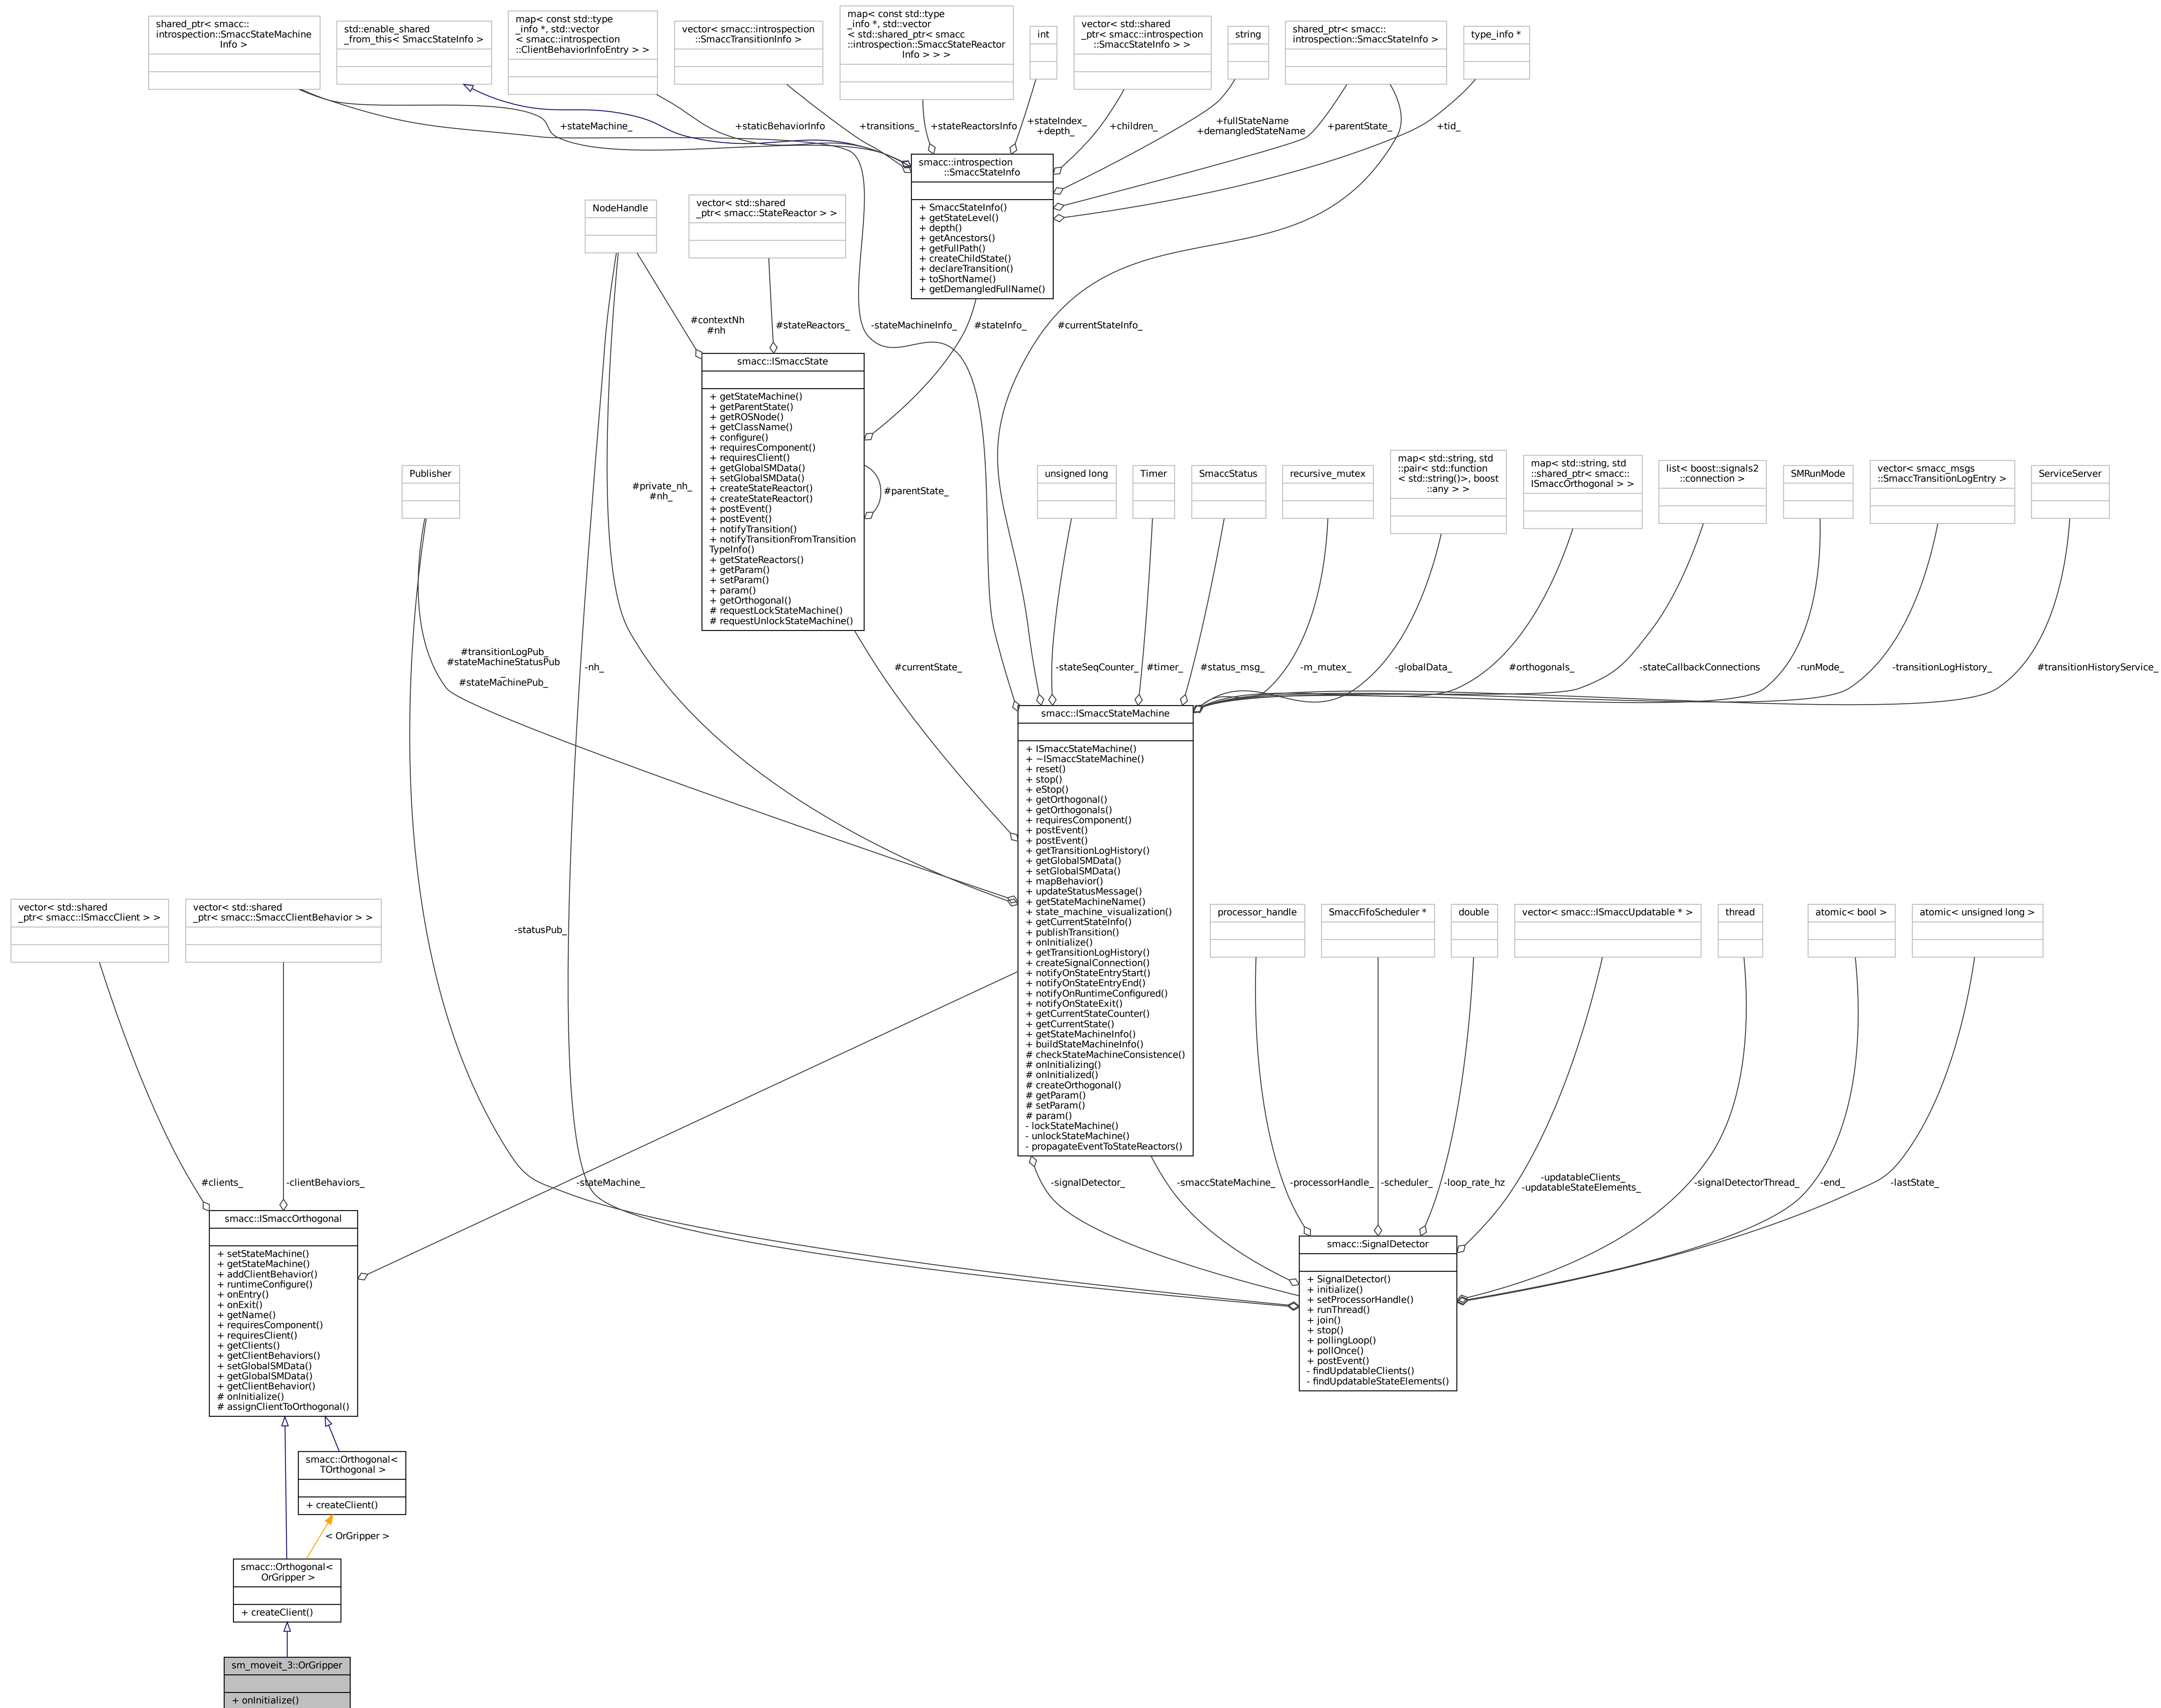 shared_ptr< smacc::
introspection::SmaccStateMachine
Info >
std::enable_shared
_from_this< SmaccStateInfo >
map< const std::type
_info *, std::vector
< smacc::introspection
::ClientBehaviorInfoEntry > >
vector< smacc::introspection
::SmaccTransitionInfo >
map< const std::type
_info *, std::vector
< std::shared_ptr< smacc
::introspection::SmaccStateReactor
Info > > >
int
vector< std::shared
_ptr< smacc::introspection
::SmaccStateInfo > >
string
shared_ptr< smacc::
introspection::SmaccStateInfo >
type_info *
+stateMachine_
+staticBehaviorInfo
+transitions_
+stateReactorsInfo
+stateIndex_
+depth_
+children_
+fullStateName
+demangledStateName
+parentState_
+tid_
smacc::introspection
::SmaccStateInfo
+ SmaccStateInfo()
+ getStateLevel()
+ depth()
+ getAncestors()
+ getFullPath()
+ createChildState()
+ declareTransition()
+ toShortName()
+ getDemangledFullName()
NodeHandle
vector< std::shared
_ptr< smacc::StateReactor > >
#contextNh
#nh
#stateReactors_
-stateMachineInfo_
#stateInfo_
#currentStateInfo_
smacc::ISmaccState
+ getStateMachine()
+ getParentState()
+ getROSNode()
+ getClassName()
+ configure()
+ requiresComponent()
+ requiresClient()
+ getGlobalSMData()
+ setGlobalSMData()
+ createStateReactor()
+ createStateReactor()
+ postEvent()
+ postEvent()
+ notifyTransition()
+ notifyTransitionFromTransition
TypeInfo()
+ getStateReactors()
+ getParam()
+ setParam()
+ param()
+ getOrthogonal()
# requestLockStateMachine()
# requestUnlockStateMachine()
#parentState_
Publisher
#private_nh_
#nh_
unsigned long
Timer
SmaccStatus
recursive_mutex
map< std::string, std
::pair< std::function
< std::string()>, boost
::any > >
map< std::string, std
::shared_ptr< smacc::
ISmaccOrthogonal > >
list< boost::signals2
::connection >
SMRunMode
vector< smacc_msgs
::SmaccTransitionLogEntry >
ServiceServer
#transitionLogPub_
#stateMachineStatusPub
_
#stateMachinePub_
-nh_
#currentState_
-stateSeqCounter_
#timer_
#status_msg_
-m_mutex_
-globalData_
#orthogonals_
-stateCallbackConnections
-runMode_
-transitionLogHistory_
#transitionHistoryService_
smacc::ISmaccStateMachine
+ ISmaccStateMachine()
+ ~ISmaccStateMachine()
+ reset()
+ stop()
+ eStop()
+ getOrthogonal()
+ getOrthogonals()
+ requiresComponent()
+ postEvent()
+ postEvent()
+ getTransitionLogHistory()
+ getGlobalSMData()
+ setGlobalSMData()
+ mapBehavior()
+ updateStatusMessage()
+ getStateMachineName()
+ state_machine_visualization()
+ getCurrentStateInfo()
+ publishTransition()
+ onInitialize()
+ getTransitionLogHistory()
+ createSignalConnection()
+ notifyOnStateEntryStart()
+ notifyOnStateEntryEnd()
+ notifyOnRuntimeConfigured()
+ notifyOnStateExit()
+ getCurrentStateCounter()
+ getCurrentState()
+ getStateMachineInfo()
+ buildStateMachineInfo()
# checkStateMachineConsistence()
# onInitializing()
# onInitialized()
# createOrthogonal()
# getParam()
# setParam()
# param()
- lockStateMachine()
- unlockStateMachine()
- propagateEventToStateReactors()
vector< std::shared
_ptr< smacc::ISmaccClient > >
vector< std::shared
_ptr< smacc::SmaccClientBehavior > >
-statusPub_
processor_handle
SmaccFifoScheduler *
double
vector< smacc::ISmaccUpdatable * >
thread
atomic< bool >
atomic< unsigned long >
#clients_
-clientBehaviors_
-stateMachine_
-signalDetector_
-smaccStateMachine_
-processorHandle_
-scheduler_
-loop_rate_hz
-updatableClients_
-updatableStateElements_
-signalDetectorThread_
-end_
-lastState_
smacc::ISmaccOrthogonal
+ setStateMachine()
+ getStateMachine()
+ addClientBehavior()
+ runtimeConfigure()
+ onEntry()
+ onExit()
+ getName()
+ requiresComponent()
+ requiresClient()
+ getClients()
+ getClientBehaviors()
+ setGlobalSMData()
+ getGlobalSMData()
+ getClientBehavior()
# onInitialize()
# assignClientToOrthogonal()
smacc::SignalDetector
+ SignalDetector()
+ initialize()
+ setProcessorHandle()
+ runThread()
+ join()
+ stop()
+ pollingLoop()
+ pollOnce()
+ postEvent()
- findUpdatableClients()
- findUpdatableStateElements()
smacc::Orthogonal<
TOrthogonal >
+ createClient()
< OrGripper >
smacc::Orthogonal<
OrGripper >
+ createClient()
sm_moveit_3::OrGripper
+ onInitialize()